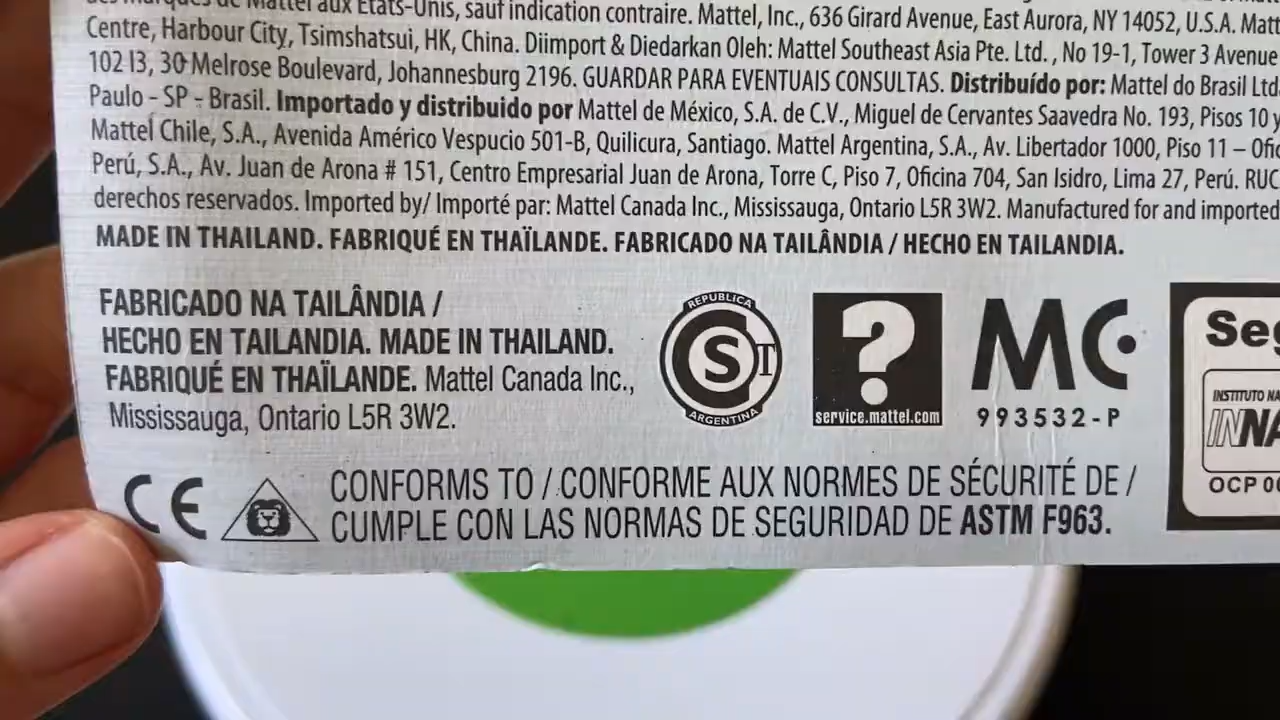 Mattel aux États-Unis, sauf indication contraire. Mattel, Inc., 636 Girard Avenue, East Aurora, NY 14052, U.S.A.
Centre, Harbour City, Tsimshatsui, HK, China. Diimport & Diedarkan Oleh: Mattel Southeast Asia Pte. Ltd. , No 19-1, Tower 3 Avenue
102 I3, 30 Melrose Boulevard, Johannesburg 2196. GUARDAR PARA EVENTUAIS CONSULTAS. Distribuído por: Mattel do Brasil
Paulo - SP - Brasil. Importado y distribuido por Mattel de México, S.A. de C.V., Miguel de Cervantes Saavedra No. 193, Pisos 10 y
Mattel Chile, S.A., Avenida Américo Vespucio 501-B, Quilicura, Santiago. Mattel Argentina, S.A., Av. Libertador 1000, Piso 11 –
Perú, S.A., Av. Juan de Arona # 151, Centro Empresarial Juan de Arona, Torre C, Piso 7, Oficina 704, San Isidro, Lima 27, Perú. RUC
derechos reservados. Imported by/ Importé par: Mattel Canada Inc., Mississauga, Ontario L5R 3W2. Manufactured for and imported
MADE IN THAILAND. FABRIQUÉ EN THAÏLANDE. FABRICADO NA TAILÂNDIA / HECHO EN TAILANDIA.
FABRICADO NA TAILÂNDIA /
HECHO EN TAILANDIA. MADE IN THAILAND.
FABRIQUÉ EN THAÏLANDE. Mattel Canada Inc.,
Mississauga, Ontario L5R 3W2.
REPUBLICA
S T
ARGENTINA
?
service.mattel.com
MC
993532-P
Seg
INSTITUTO NA
INNA
OCP 00
CE
CONFORMS TO / CONFORME AUX NORMES DE SÉCURITÉ DE /
CUMPLE CON LAS NORMAS DE SEGURIDAD DE ASTM F963.